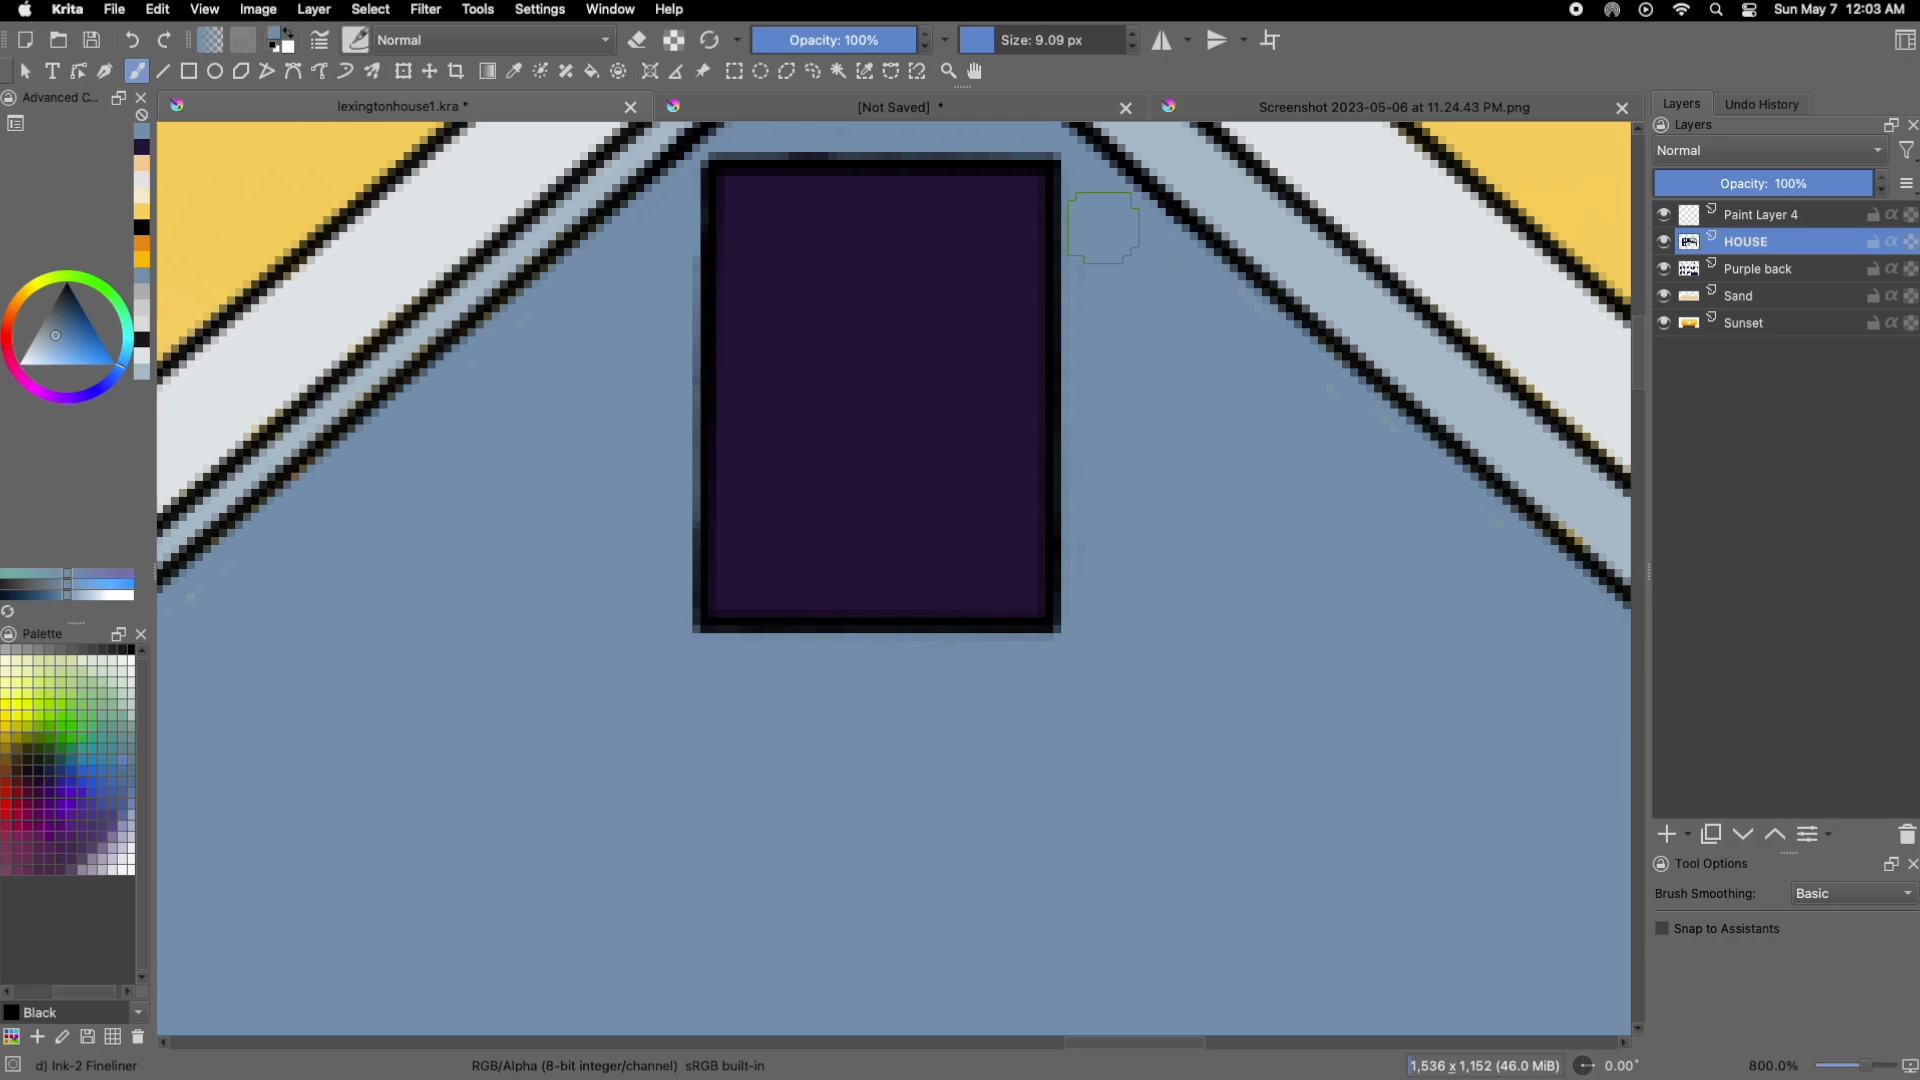 Krita File Edit View Image Layer Select Filter Tools Settings Window Help Sun May 7 12:03 AM
Normal Opacity: 100% Size: 9.09 px
Advanced C... lexingtonhouse1.kra * [Not Saved] * Screenshot 2023-05-06 at 11.24.43 PM.png Layers Undo History
Layers
Normal
Opacity: 100%
Paint Layer 4
HOUSE
Purple back
Sand
Sunset
Palette
Tool Options
Brush Smoothing: Basic
Snap to Assistants
Black
d) Ink-2 Fineliner RGB/Alpha (8-bit integer/channel) sRGB built-in 1,536 x 1,152 (46.0 MiB) 0.00° 800.0%